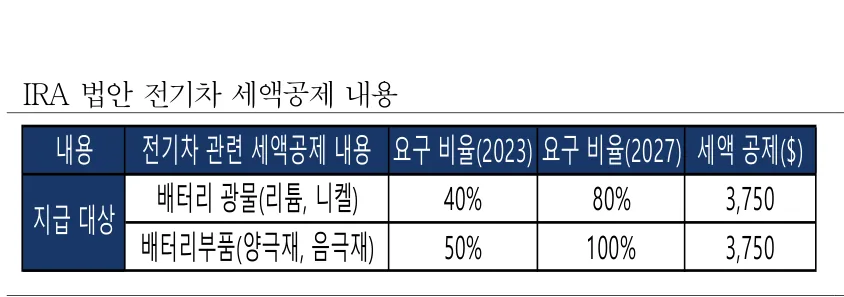 IRA 법안 전기차 세액공제 내용
내용 전기차 관련 세액공제 내용 요구 비율(2023) 요구 비율(2027) 세액 공제($)
지급 대상 배터리 광물(리튬, 니켈) 40% 80% 3,750
배터리부품(양극재, 음극재) 50% 100% 3,750